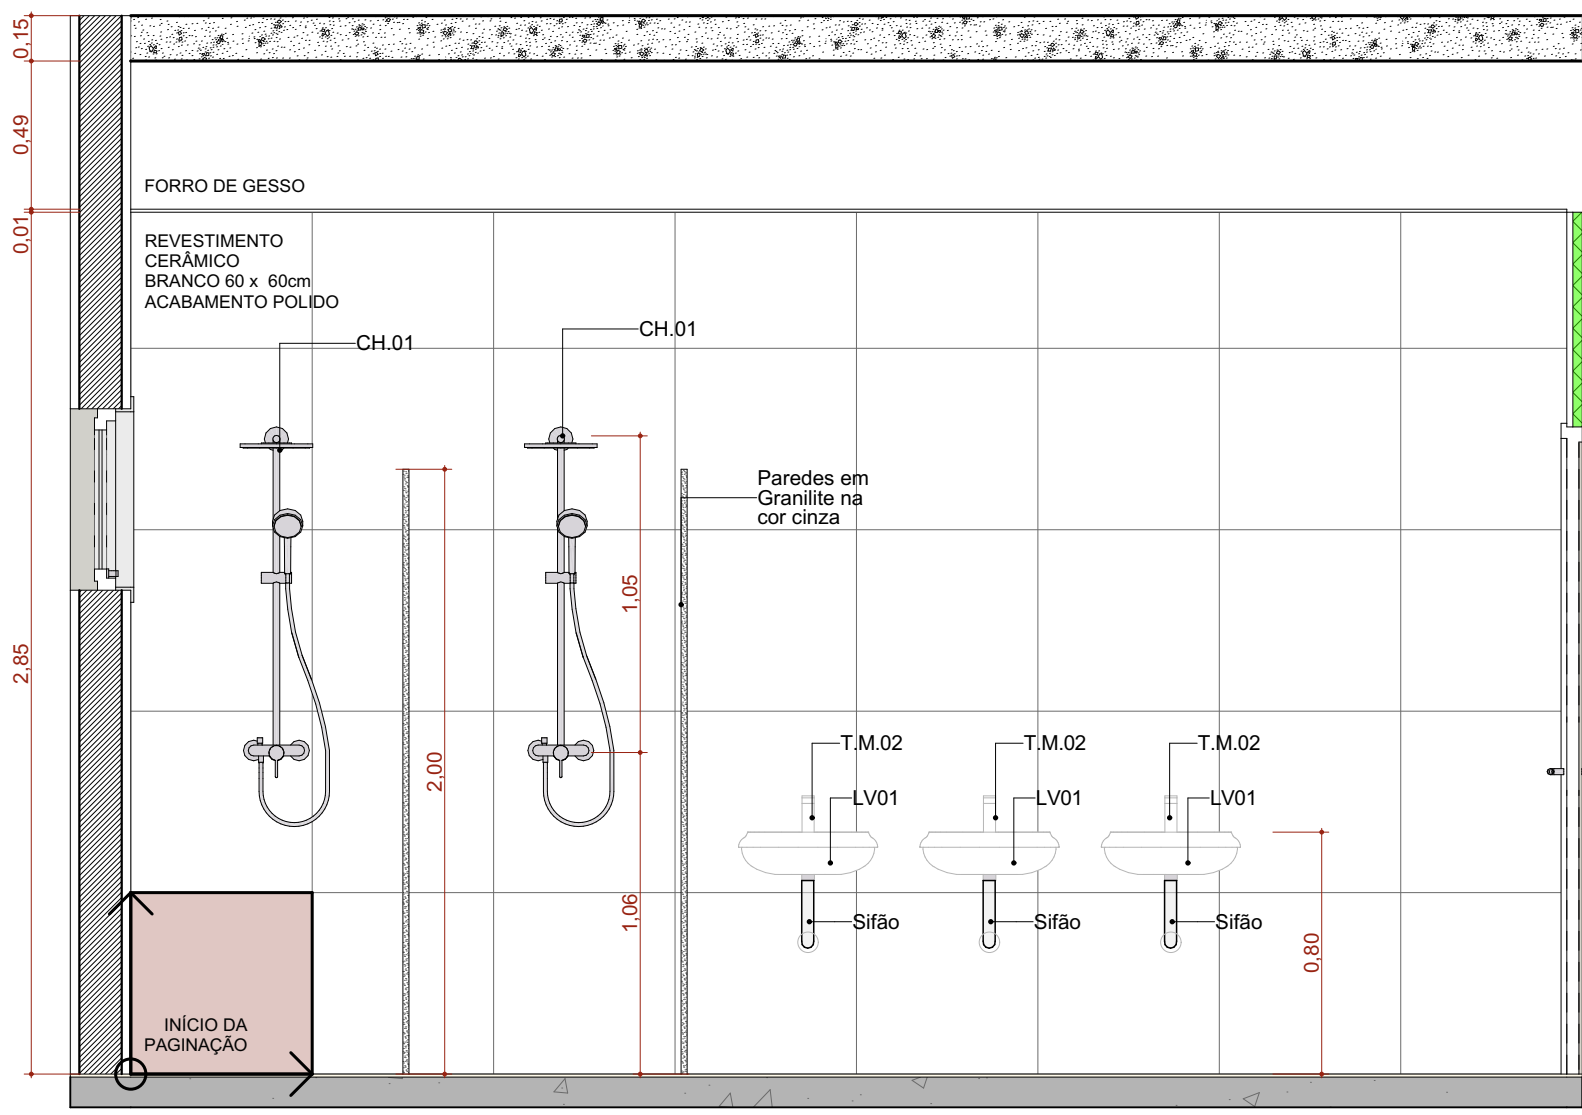 0,15
0,49
FORRO DE GESSO
0,01
REVESTIMENTO
CERÂMICO
BRANCO 60 x 60cm
ACABAMENTO POLIDO
CH.01
CH.01
Paredes em
Granilite na
cor cinza
1,05
2,85
2,00
T.M.02
T.M.02
T.M.02
LV01
LV01
LV01
1,06
Sifão
Sifão
Sifão
0,80
INÍCIO DA
PAGINAÇÃO